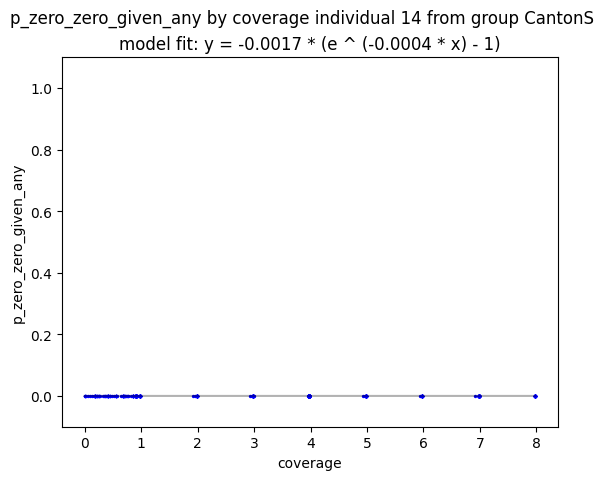 p_zero_zero_given_any by coverage individual 14 from group CantonS
model fit: y = -0.0017 * (e ^ (-0.0004 * x) - 1)
1.0
0.8
0.6
0.4
0.2
0.0
p_zero_zero_given_any
0 1 2 3 4 5 6 7 8
coverage